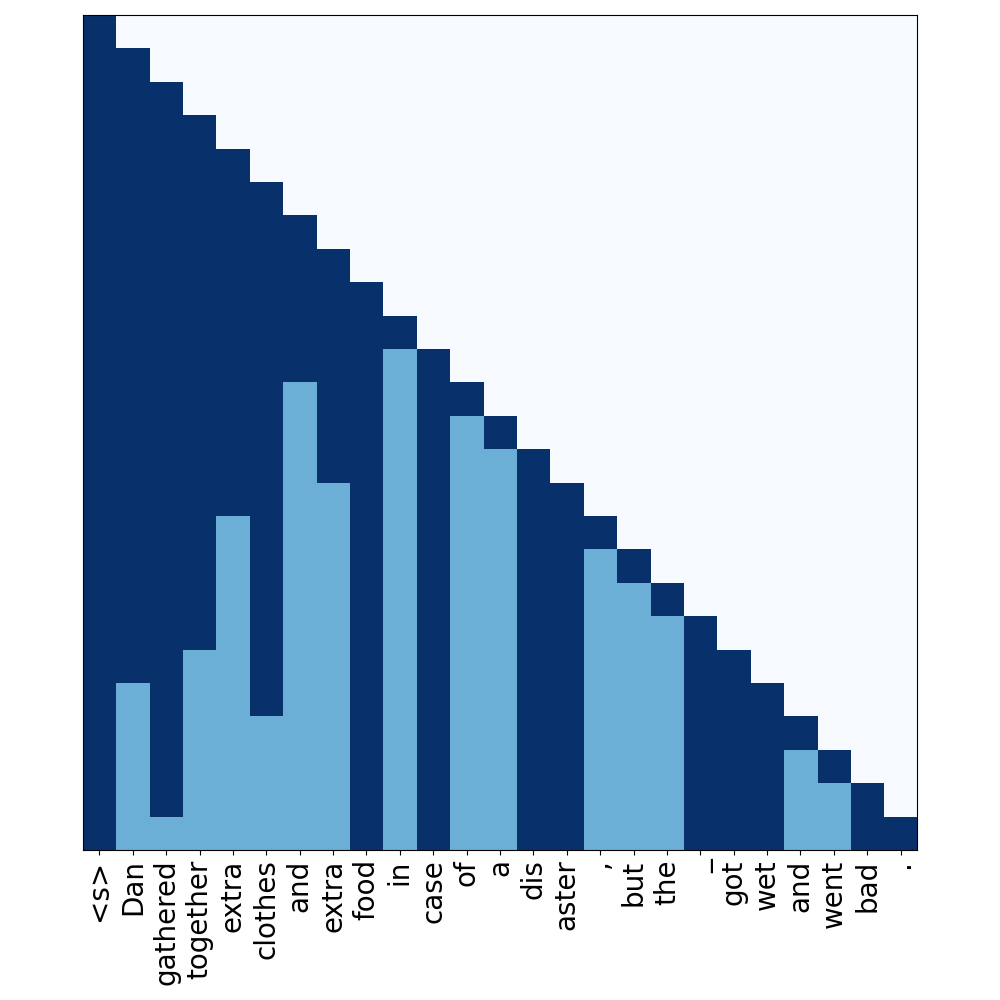 <s> Dan gathered together extra clothes and extra food in case of a dis aster , but the _ got wet and went bad .